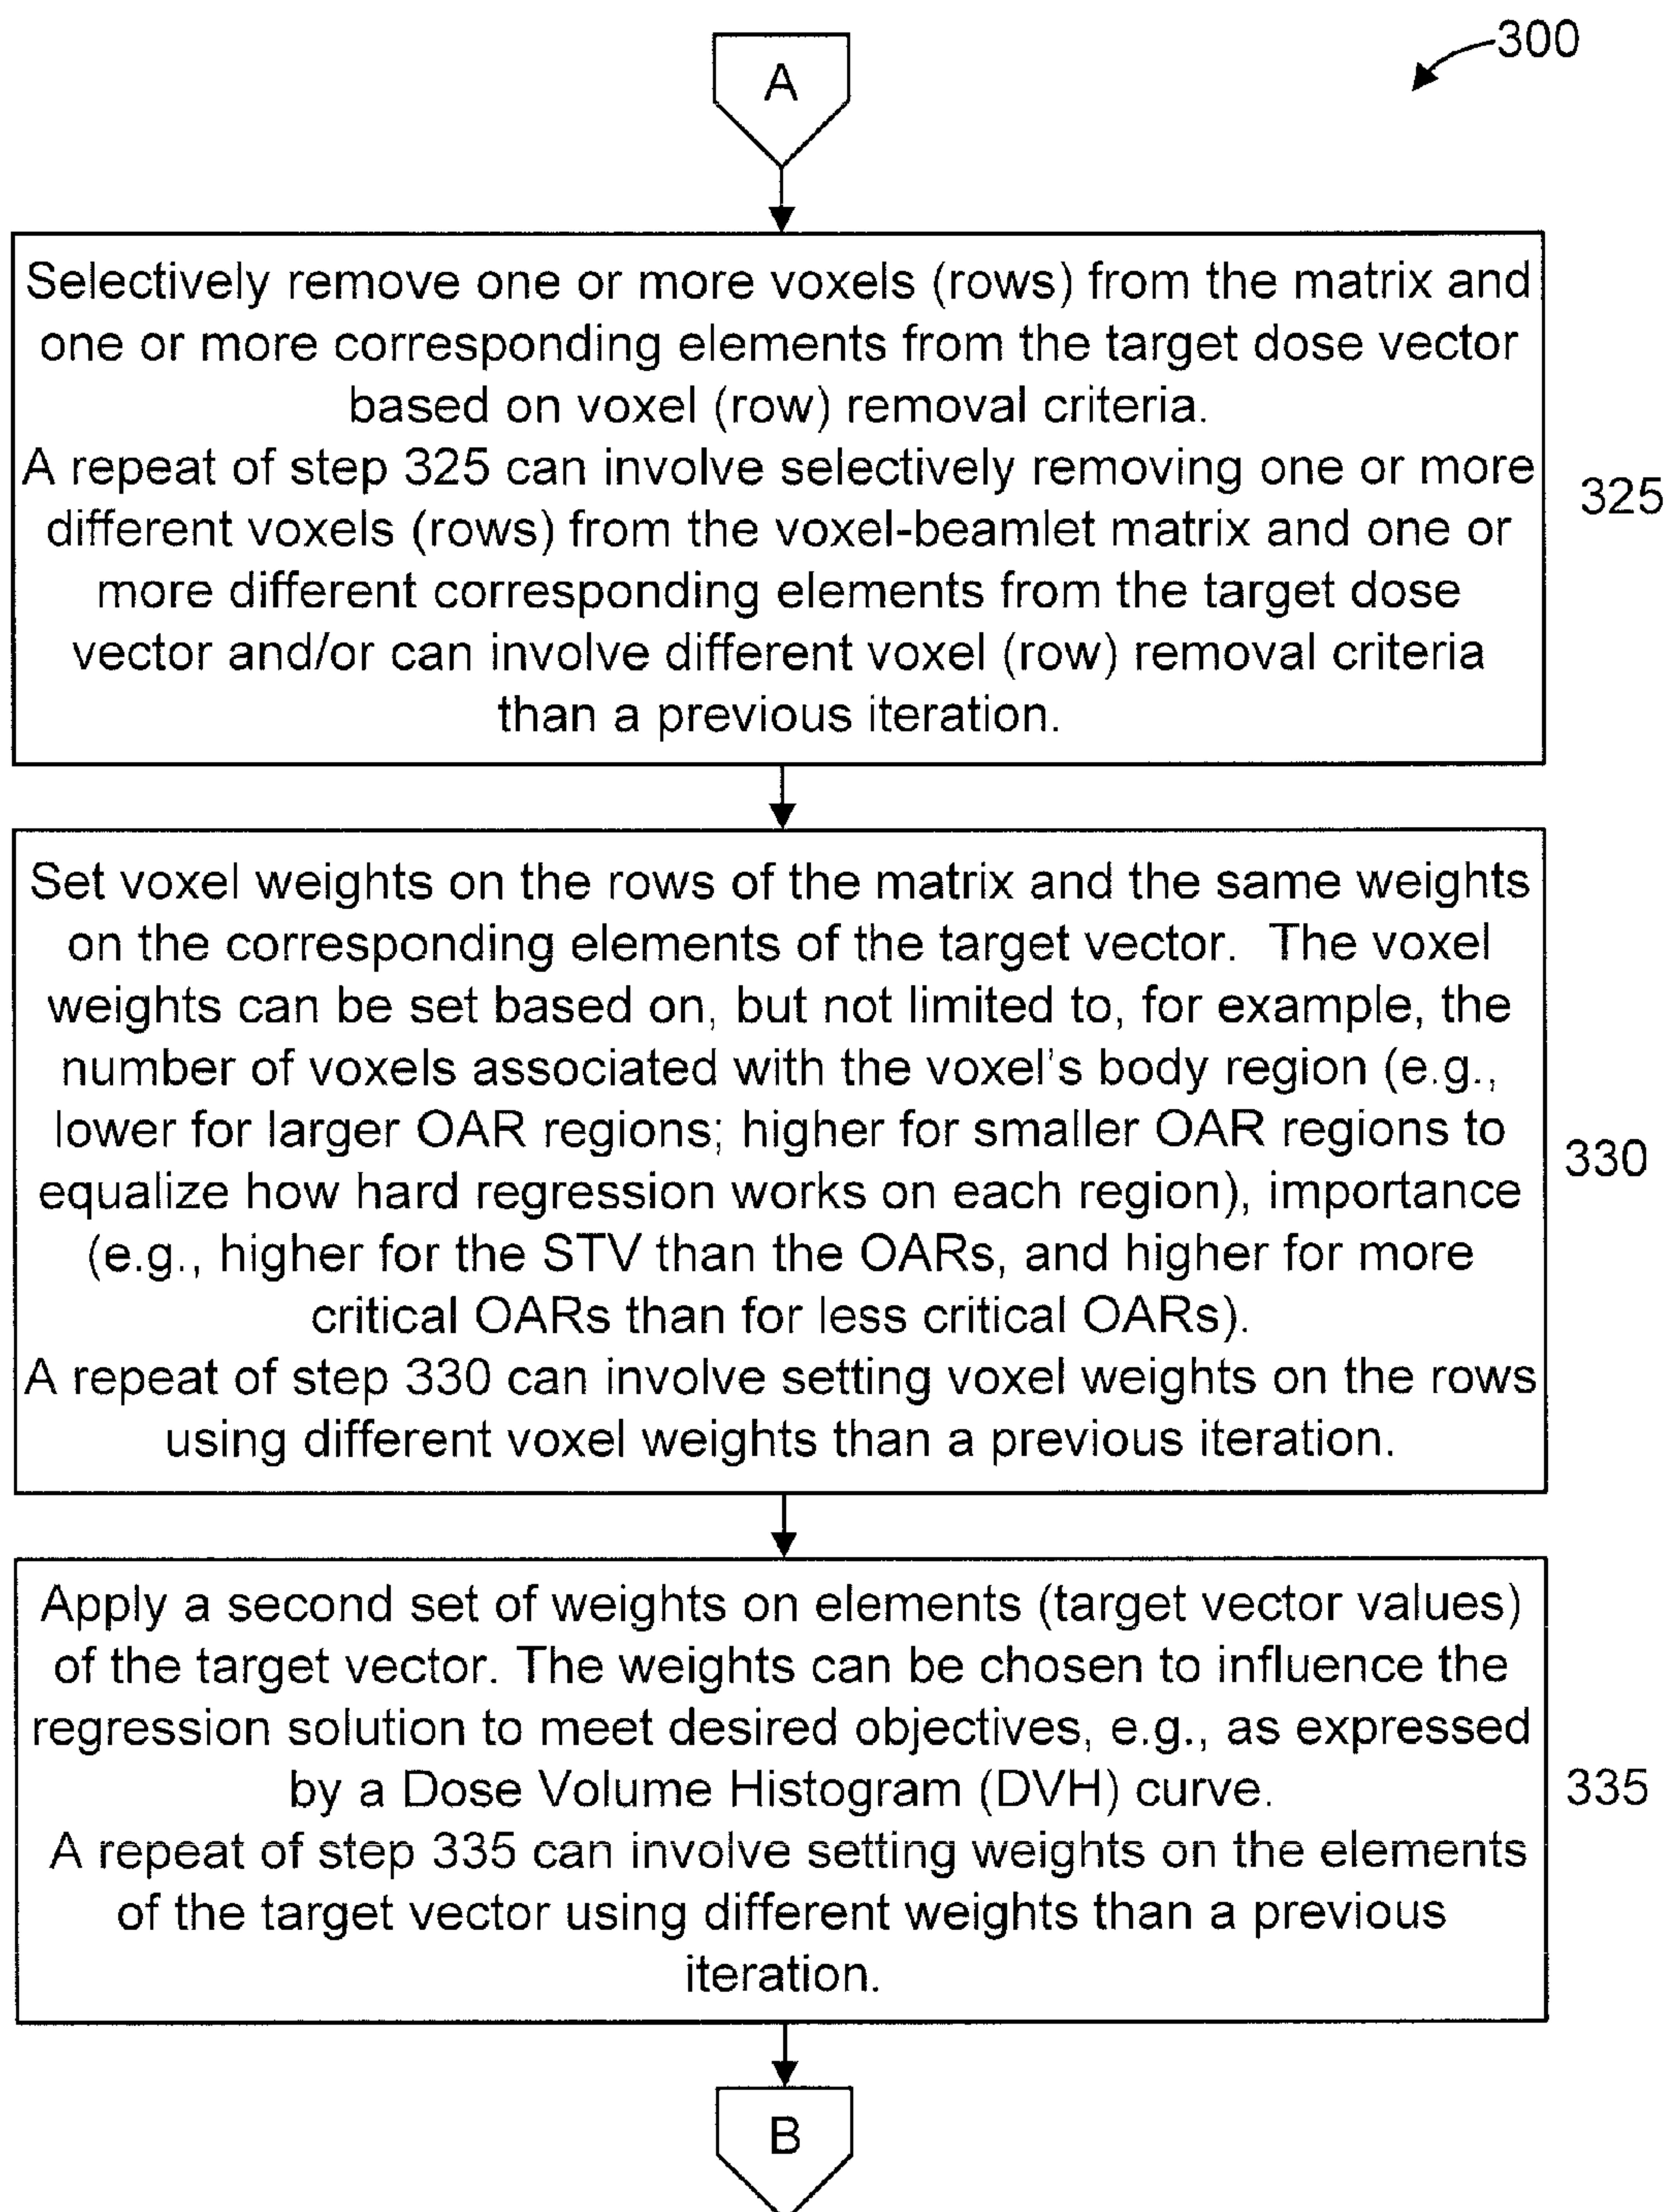 300
A
Selectively remove one or more voxels (rows) from the matrix and
one or more corresponding elements from the target dose vector
based on voxel (row) removal criteria.
A repeat of step 325 can involve selectively removing one or more
different voxels (rows) from the voxel-beamlet matrix and one or
more different corresponding elements from the target dose
vector and/or can involve different voxel (row) removal criteria
than a previous iteration.
325
Set voxel weights on the rows of the matrix and the same weights
on the corresponding elements of the target vector. The voxel
weights can be set based on, but not limited to, for example, the
number of voxels associated with the voxel's body region (e.g.,
lower for larger OAR regions; higher for smaller OAR regions to
equalize how hard regression works on each region), importance
(e.g., higher for the STV than the OARs, and higher for more
critical OARs than for less critical OARs).
A repeat of step 330 can involve setting voxel weights on the rows
using different voxel weights than a previous iteration.
330
Apply a second set of weights on elements (target vector values)
of the target vector. The weights can be chosen to influence the
regression solution to meet desired objectives, e.g., as expressed
by a Dose Volume Histogram (DVH) curve.
A repeat of step 335 can involve setting weights on the elements
of the target vector using different weights than a previous
iteration.
335
B